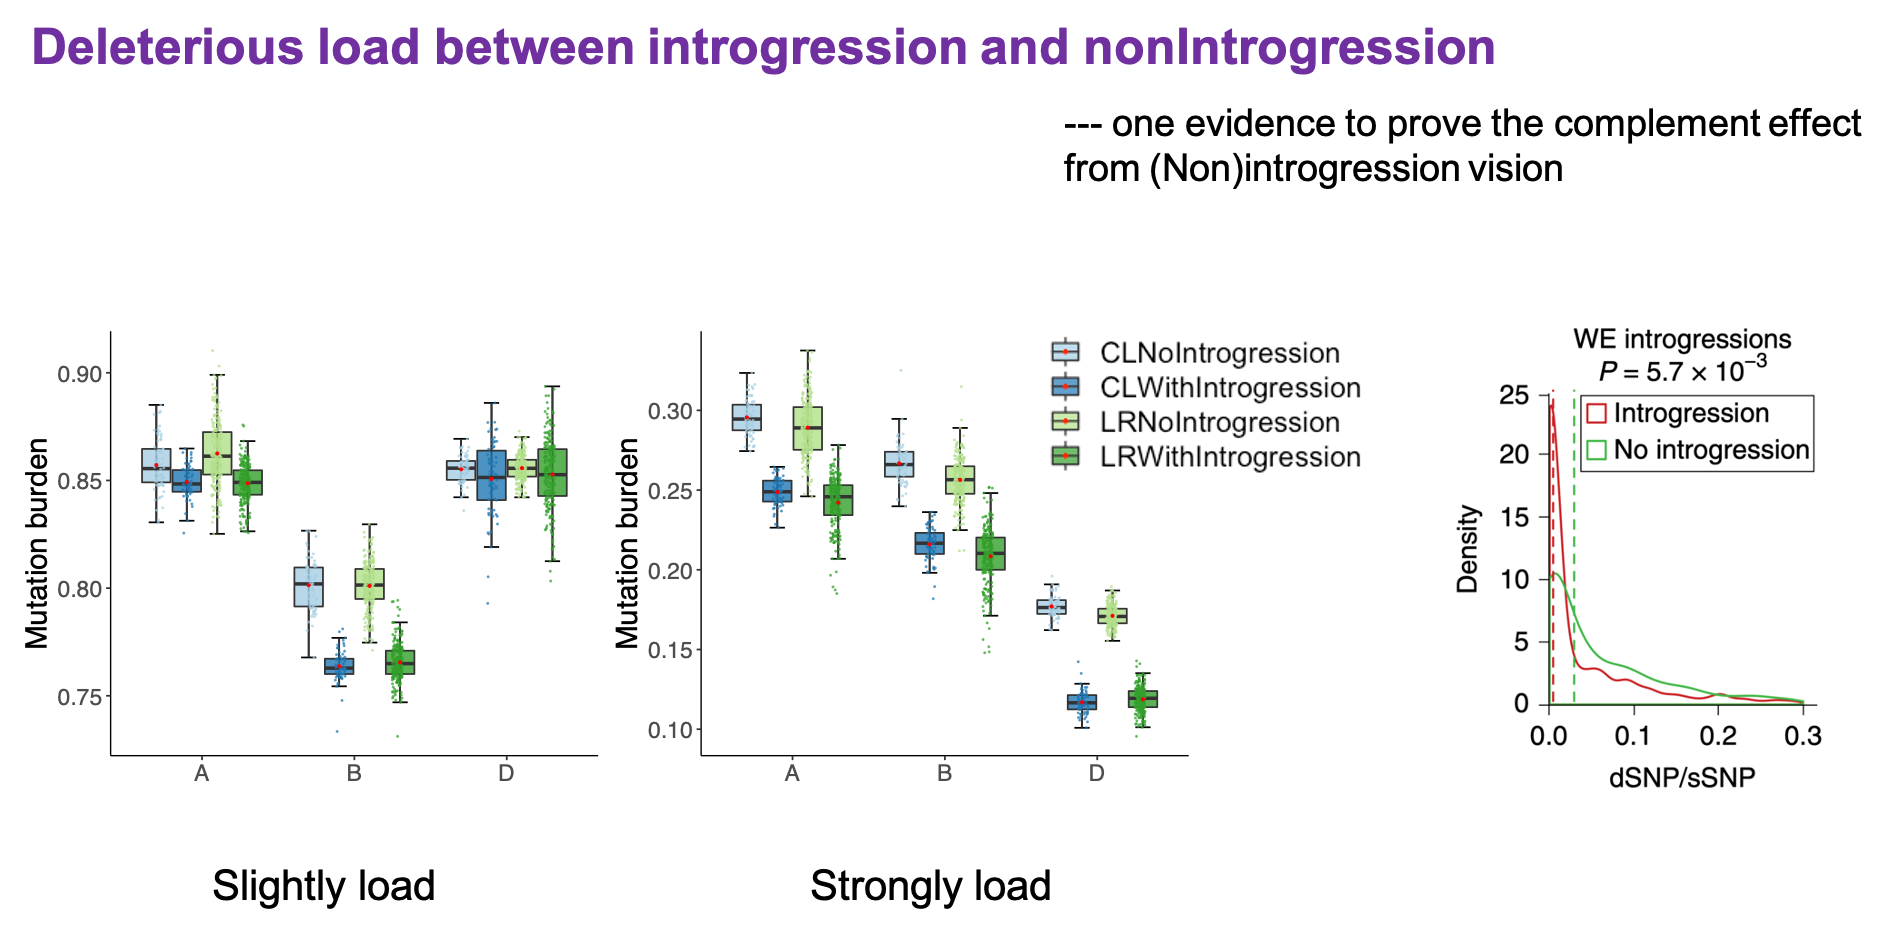 Deleterious load between introgression and nonIntrogression
--- one evidence to prove the complement effect
from (Non)introgression vision
Mutation burden
0.90
0.85
0.80
0.75
A
B
D
Slightly load
Mutation burden
0.30
0.25
0.20
0.15
0.10
A
B
D
Strongly load
CLNoIntrogression
CLWithIntrogression
LRNoIntrogression
LRWithIntrogression
WE introgressions
P = 5.7 × 10⁻³
Introgression
No introgression
Density
25
20
15
10
5
0
0.0
0.1
0.2
0.3
dSNP/sSNP